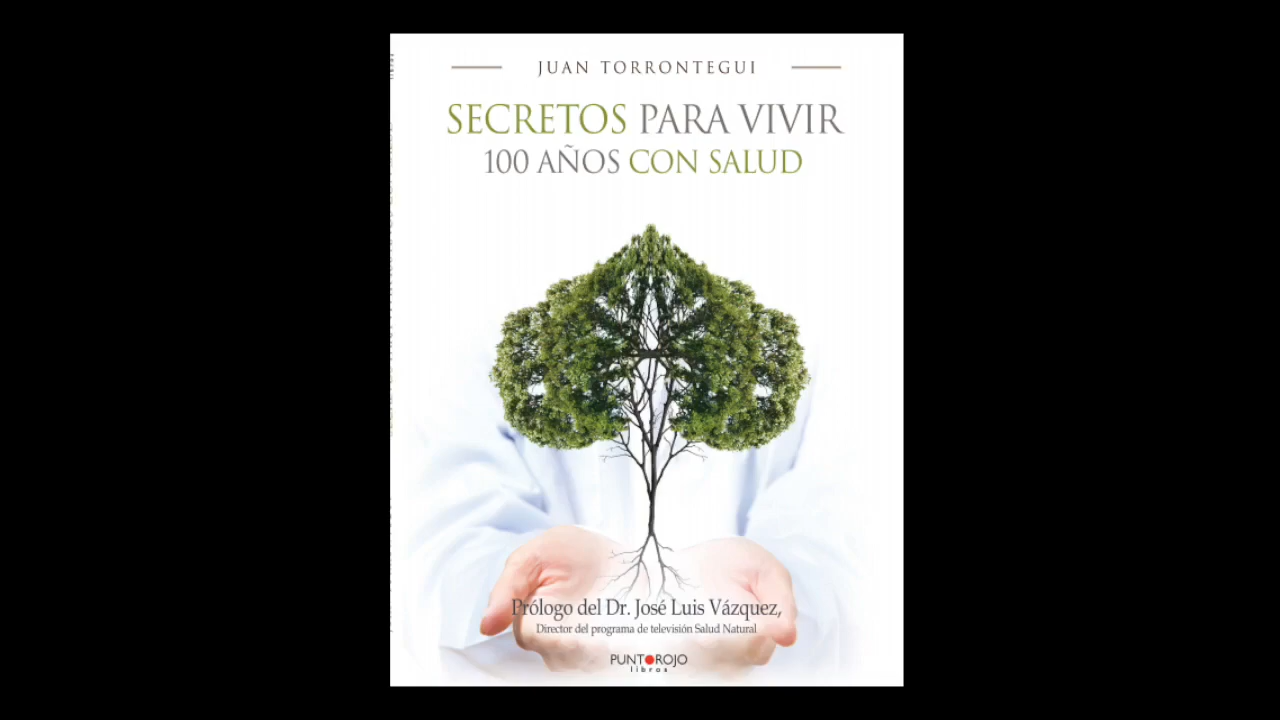 JUAN TORRONTEGUI
SECRETOS PARA VIVIR
100 AÑOS CON SALUD
Prólogo del Dr. José Luis Vázquez,
Director del programa de televisión Salud Natural
PUNTOROJO
libros